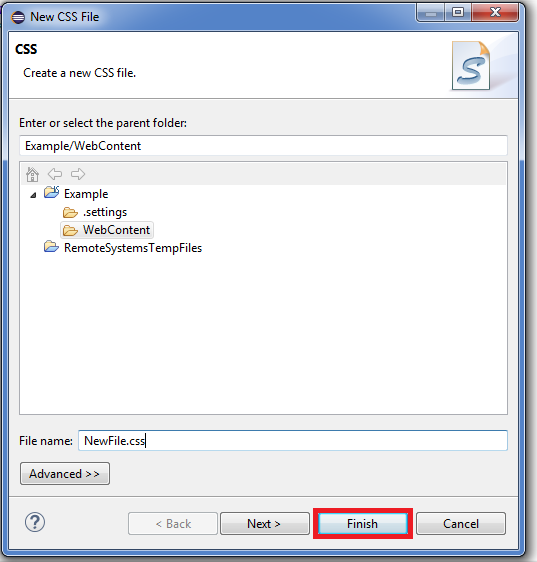 New CSS File
CSS
Create a new CSS file.
Enter or select the parent folder:
Example/WebContent
Example
.settings
WebContent
RemoteSystemsTempFiles
File name: NewFile.css
Advanced >>
? < Back Next > Finish Cancel